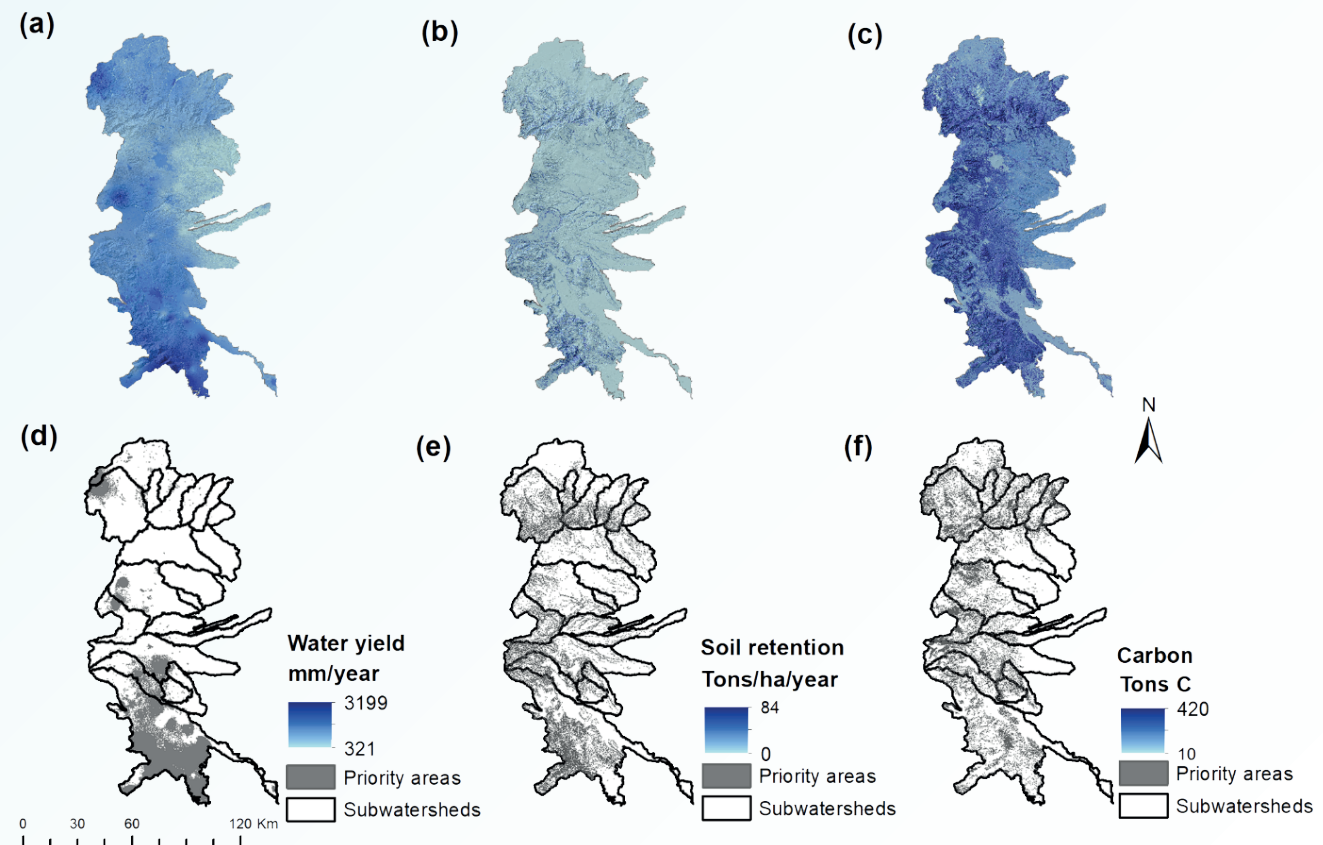 (a)
(b)
(c)
N
(d)
(e)
(f)
Water yield
mm/year
3199
321
Priority areas
Subwatersheds
Soil retention
Tons/ha/year
84
0
Priority areas
Subwatersheds
Carbon
Tons C
420
10
Priority areas
Subwatersheds
0 30 60 120 Km